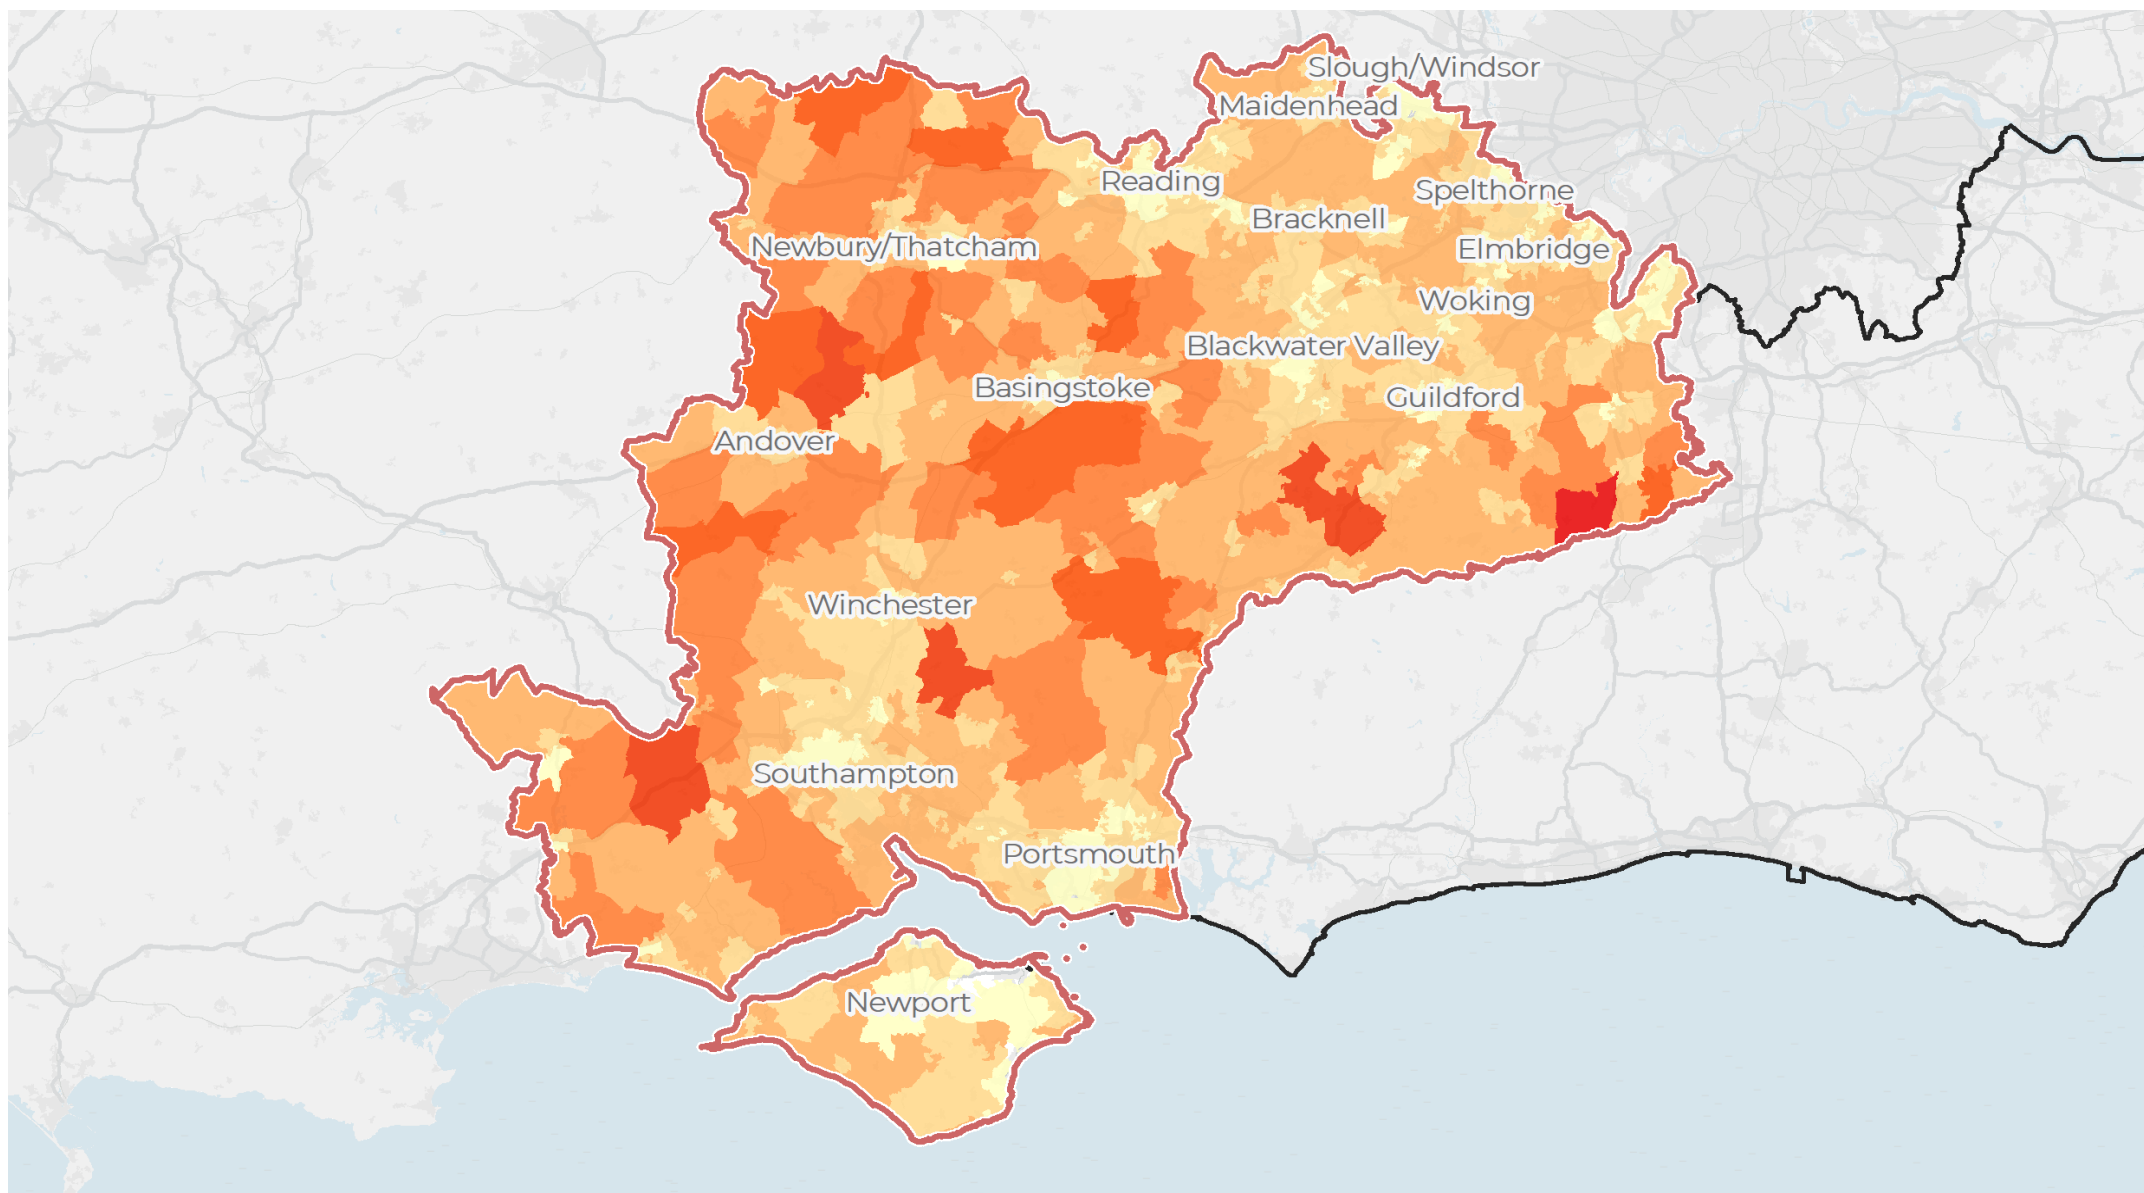 Slough/Windsor
Maidenhead
Reading
Spelthorne
Bracknell
Newbury/Thatcham
Elmbridge
Woking
Blackwater Valley
Basingstoke
Guildford
Andover
Winchester
Southampton
Portsmouth
Newport